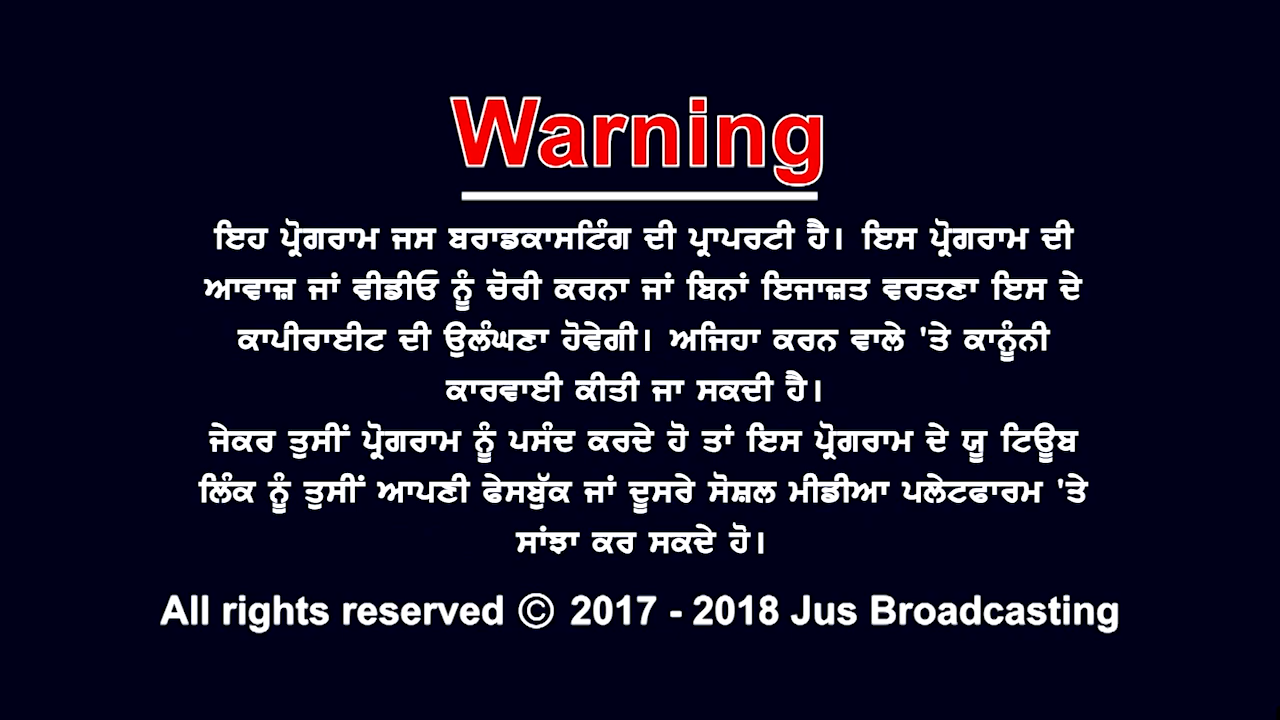 Warning
ਇਹ ਪ੍ਰੋਗਰਾਮ ਜਸ ਬਰਾਡਕਾਸਟਿੰਗ ਦੀ ਪ੍ਰਾਪਰਟੀ ਹੈ। ਇਸ ਪ੍ਰੋਗਰਾਮ ਦੀ
ਆਵਾਜ਼ ਜਾਂ ਵੀਡੀਓ ਨੂੰ ਚੋਰੀ ਕਰਨਾ ਜਾਂ ਬਿਨਾਂ ਇਜਾਜ਼ਤ ਵਰਤਣਾ ਇਸ ਦੇ
ਕਾਪੀਰਾਈਟ ਦੀ ਉਲੰਘਣਾ ਹੋਵੇਗੀ। ਅਜਿਹਾ ਕਰਨ ਵਾਲੇ 'ਤੇ ਕਾਨੂੰਨੀ
ਕਾਰਵਾਈ ਕੀਤੀ ਜਾ ਸਕਦੀ ਹੈ।
ਜੇਕਰ ਤੁਸੀਂ ਪ੍ਰੋਗਰਾਮ ਨੂੰ ਪਸੰਦ ਕਰਦੇ ਹੋ ਤਾਂ ਇਸ ਪ੍ਰੋਗਰਾਮ ਦੇ ਯੂ ਟਿਊਬ
ਲਿੰਕ ਨੂੰ ਤੁਸੀਂ ਆਪਣੀ ਫੇਸਬੁੱਕ ਜਾਂ ਦੂਸਰੇ ਸੋਸ਼ਲ ਮੀਡੀਆ ਪਲੇਟਫਾਰਮ 'ਤੇ
ਸਾਂਝਾ ਕਰ ਸਕਦੇ ਹੋ।
All rights reserved © 2017 - 2018 Jus Broadcasting